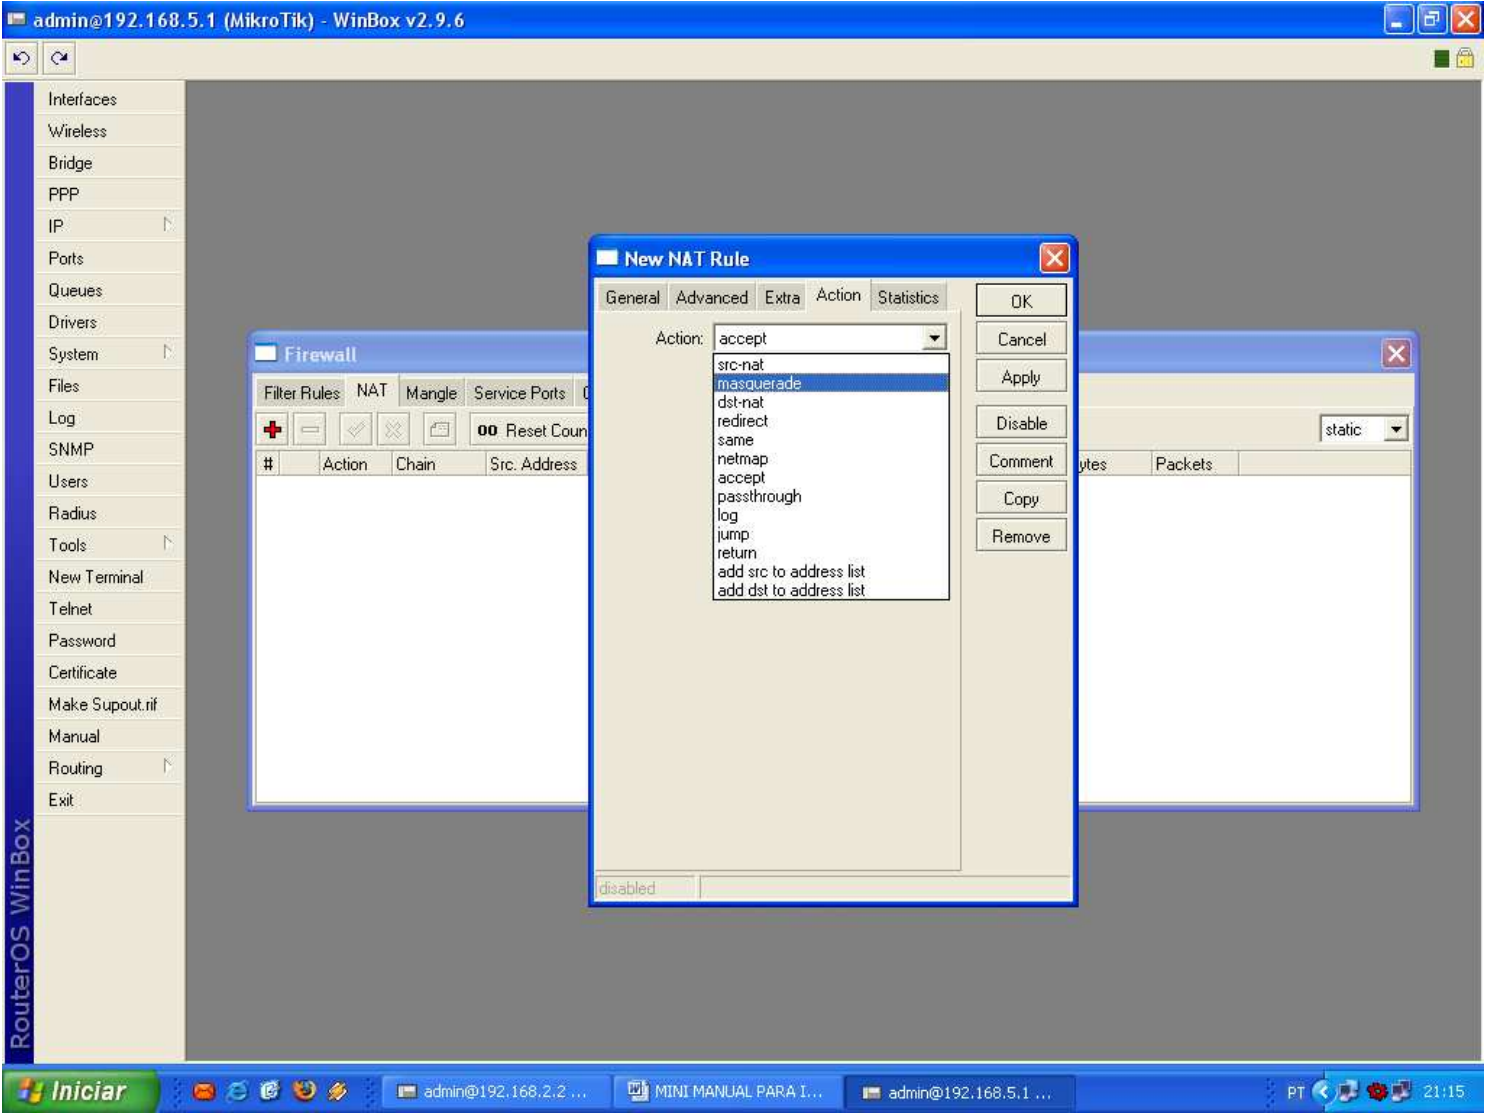 admin@192.168.5.1 (MikroTik) - WinBox v2.9.6
Interfaces
Wireless
Bridge
PPP
IP
Ports
Queues
Drivers
System
Files
Log
SNMP
Users
Radius
Tools
New Terminal
Telnet
Password
Certificate
Make Supout.rif
Manual
Routing
Exit
RouterOS WinBox
Firewall
Filter Rules NAT Mangle Service Ports
00 Reset Coun
static
# Action Chain Src. Address ytes Packets
New NAT Rule
General Advanced Extra Action Statistics
Action: accept
src-nat
masquerade
dst-nat
redirect
same
netmap
accept
passthrough
log
jump
return
add src to address list
add dst to address list
OK
Cancel
Apply
Disable
Comment
Copy
Remove
disabled
Iniciar admin@192.168.2.2 ... MINI MANUAL PARA I... admin@192.168.5.1 ... PT 21:15